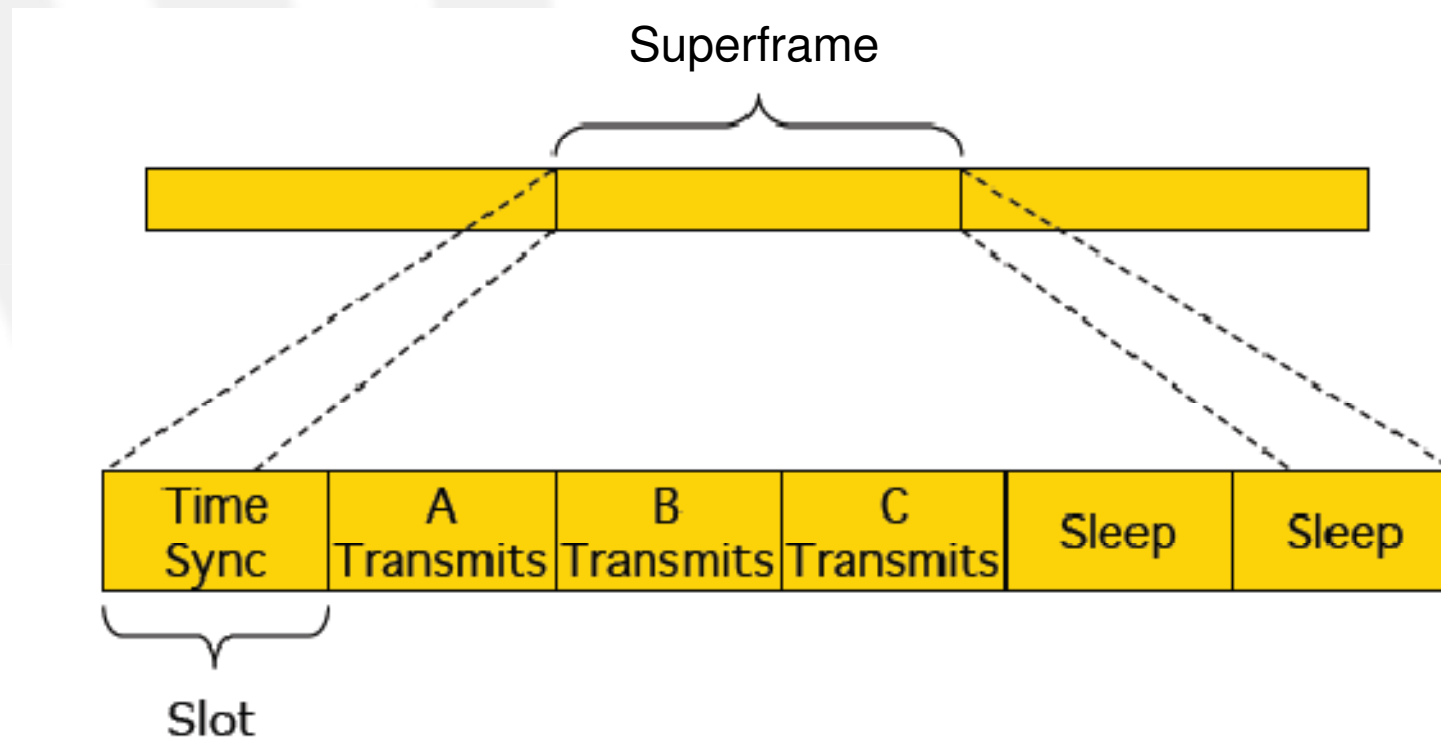 Superframe
Time
Sync
A
Transmits
B
Transmits
C
Transmits
Sleep
Sleep
Slot